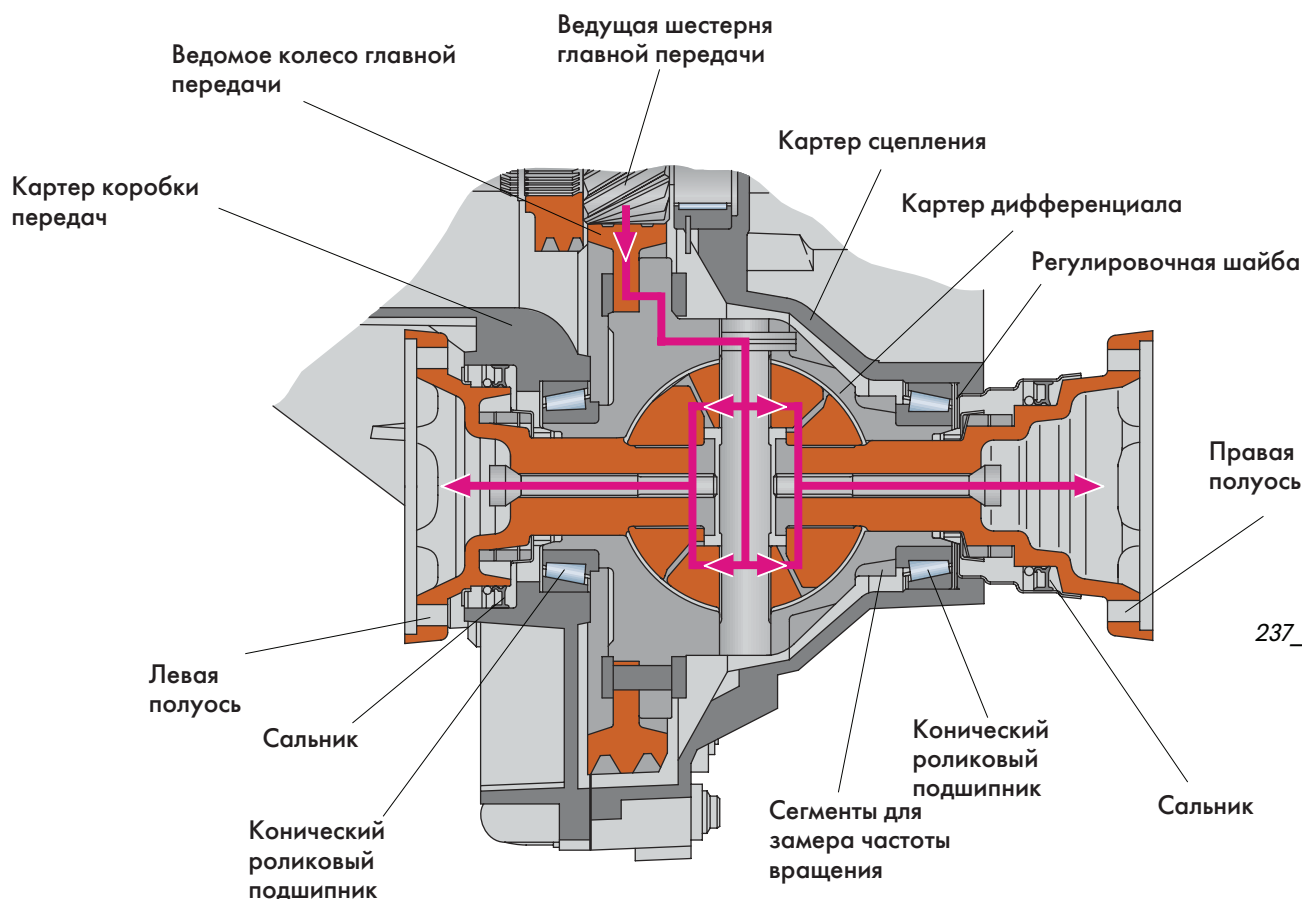 Ведущая шестерня
главной передачи
Ведомое колесо главной
передачи
Картер сцепления
Картер коробки
передач
Картер дифференциала
Регулировочная шайба
Правая
полуось
237_
Левая
полуось
Сальник
Конический
роликовый
подшипник
Сегменты для
замера частоты
вращения
Конический
роликовый
подшипник
Сальник